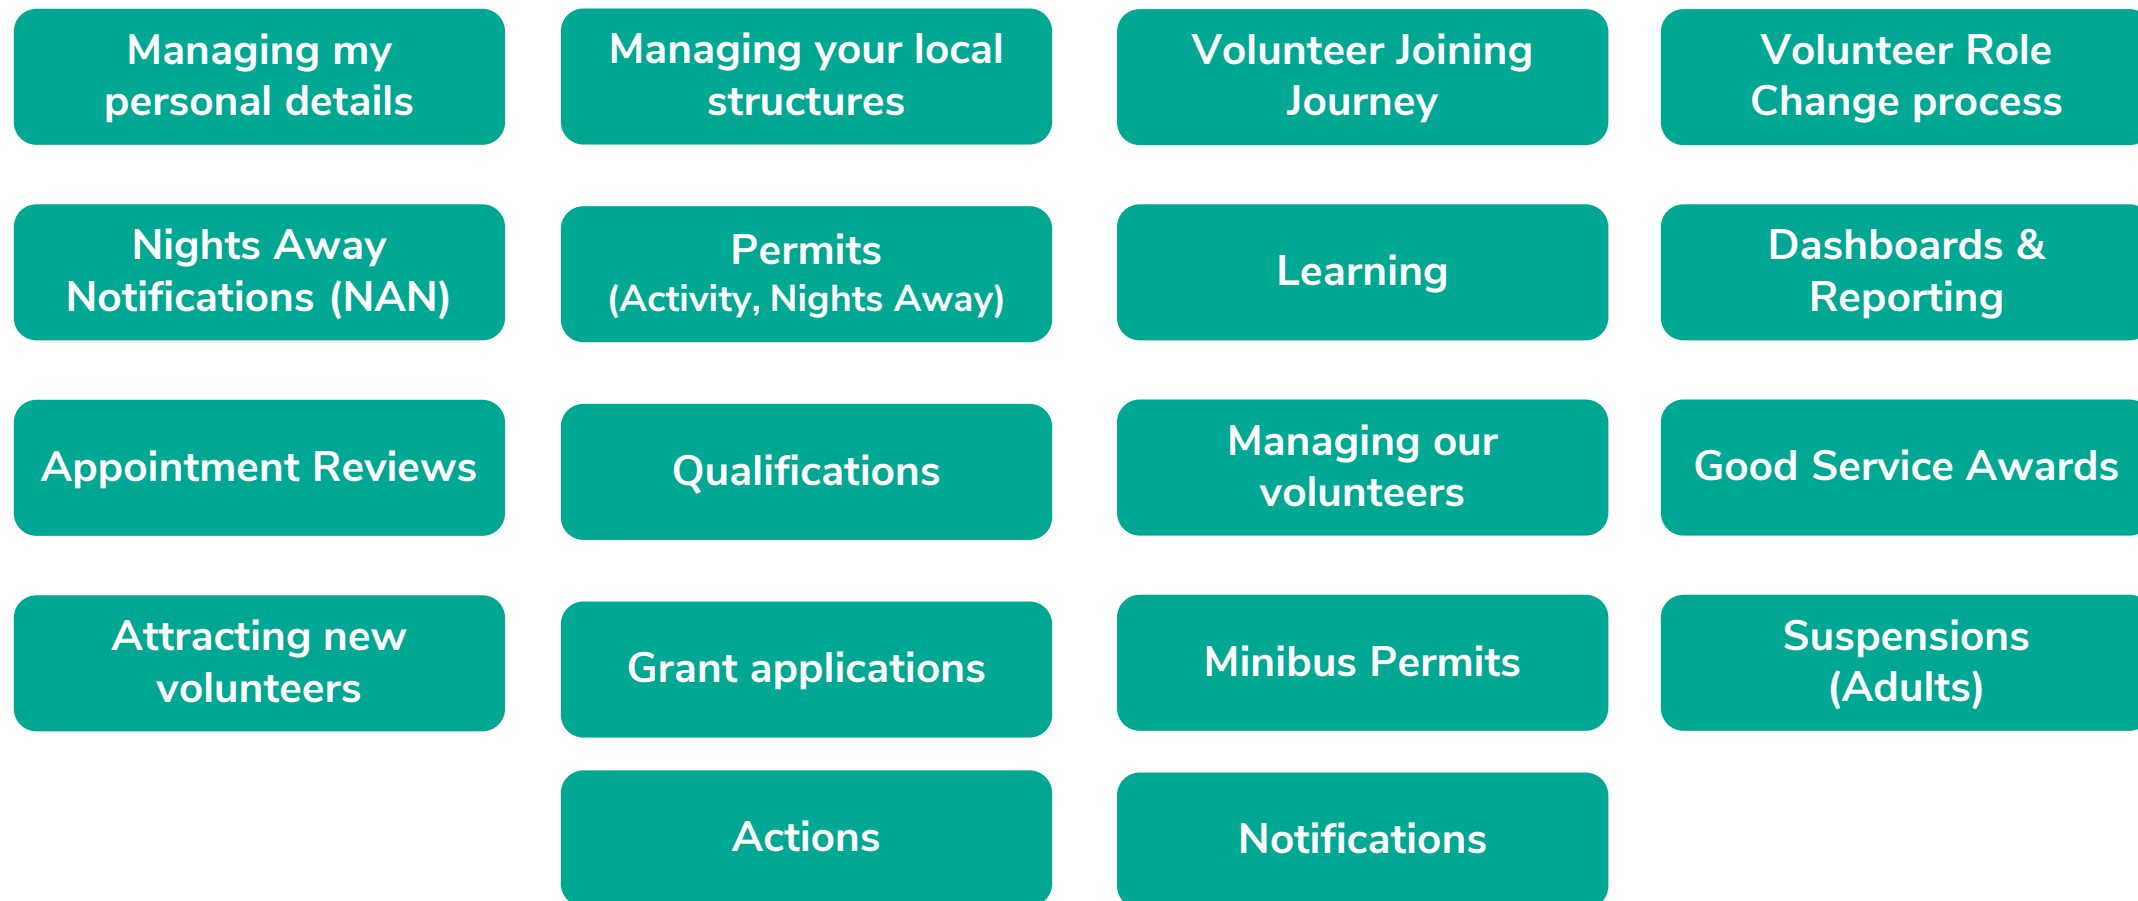 Managing my
personal details
Managing your local
structures
Volunteer Joining
Journey
Volunteer Role
Change process
Nights Away
Notifications (NAN)
Permits
(Activity, Nights Away)
Learning
Dashboards &
Reporting
Appointment Reviews
Qualifications
Managing our
volunteers
Good Service Awards
Attracting new
volunteers
Grant applications
Minibus Permits
Suspensions
(Adults)
Actions
Notifications